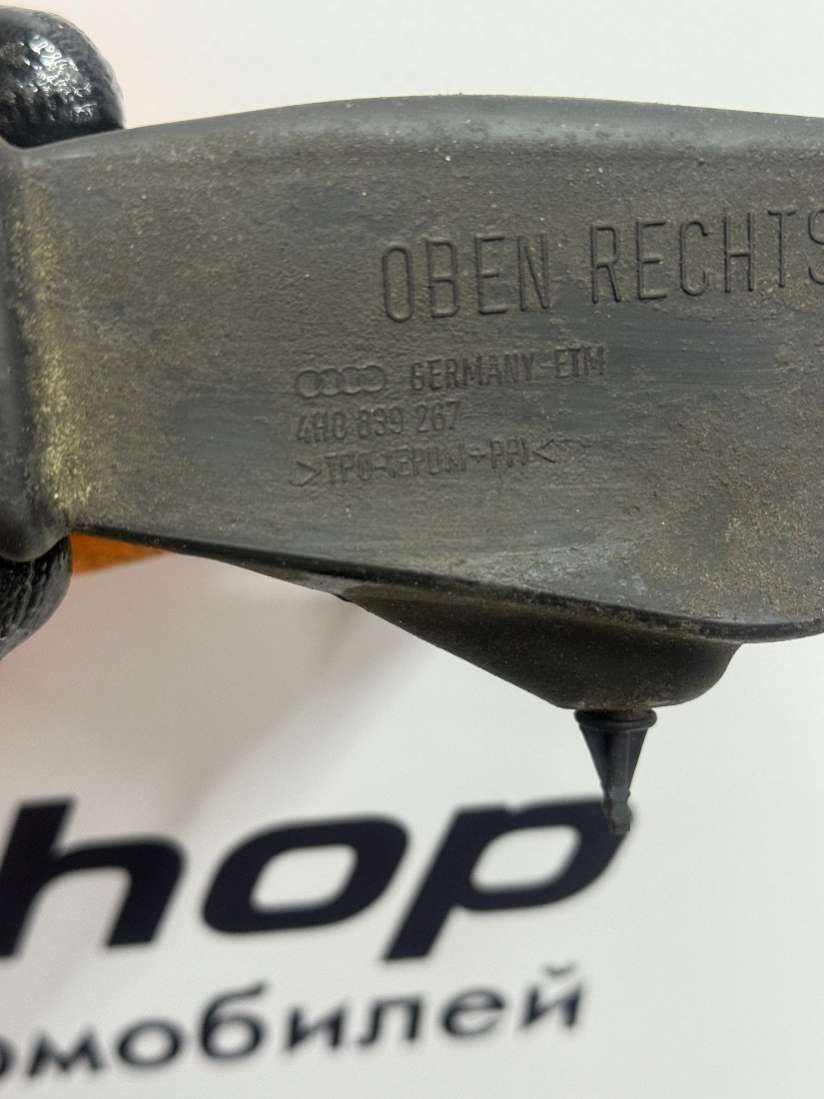 OBEN RECHTS
GERMANY ETM
4H0 839 267
>TPO-(EPDM+PP)<
hop
омобилей